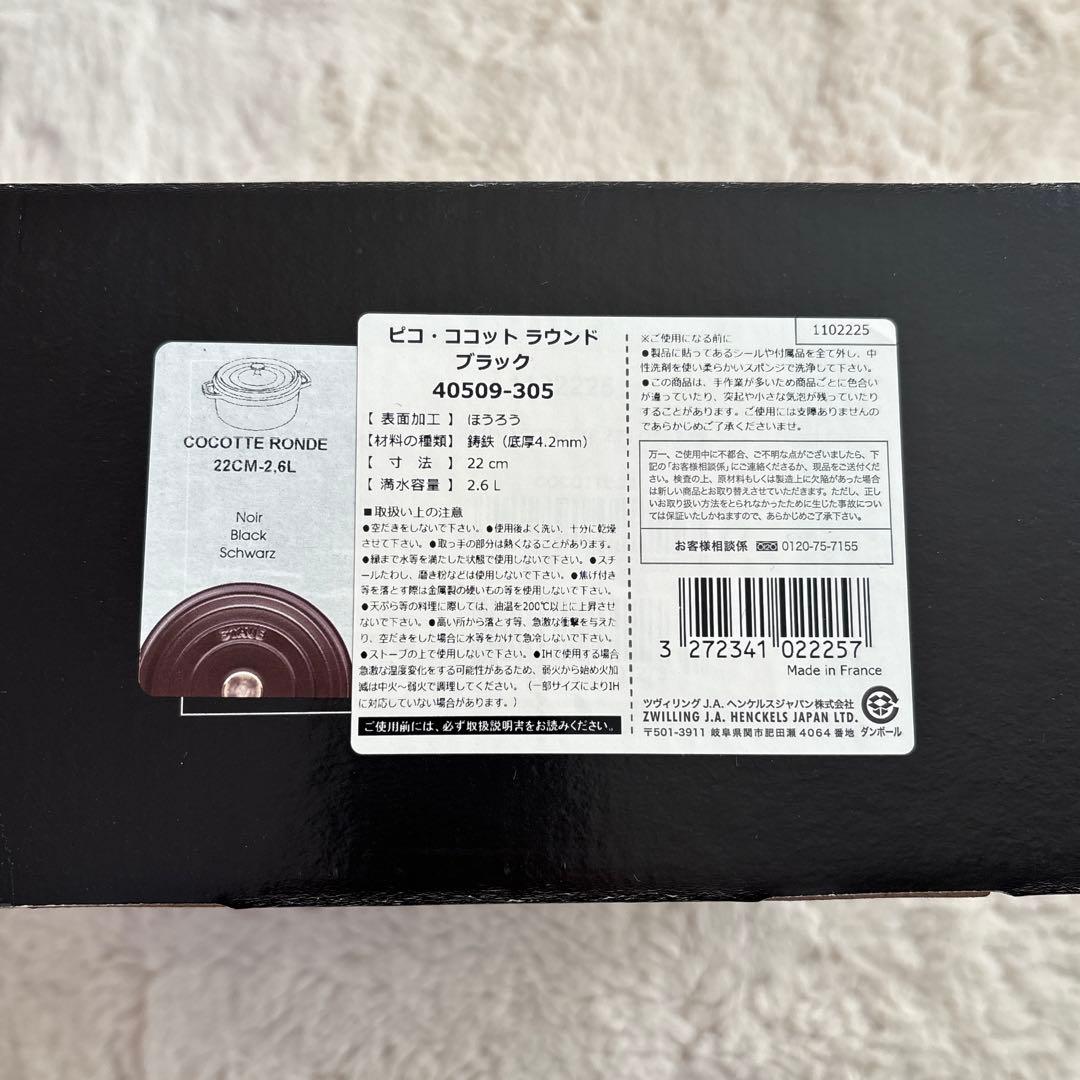 COCOTTE RONDE
22CM-2,6L
Noir
Black
Schwarz
STAUB
ピコ・ココット ラウンド
ブラック
40509-305
【 表面加工 】 ほうろう
【材料の種類】 鋳鉄（底厚4.2mm）
【 寸 法 】 22 cm
【 満水容量 】 2.6 L
■取扱い上の注意
●空だきをしないで下さい。●使用後よく洗い、十分に乾燥
させて下さい。●取っ手の部分は熱くなることがあります。
●縁まで水等を満たした状態で使用しないで下さい。●スチ
ールたわし、磨き粉などは使用しないで下さい。●焦げ付き
等を落とす際は金属製の硬いもの等を使用しないで下さい。
●天ぷら等の料理に際しては、油温を200℃以上に上昇させ
ないで下さい。●高い所から落とす等、急激な衝撃を与えた
り、空だきをした場合に水等をかけて急冷しないで下さい。
●ストーブの上で使用しないで下さい。●IHで使用する場合
急激な温度変化をする可能性があるため、弱火から始め火加
減は中火～弱火で調理してください。（一部サイズによりIH
に対応していない場合があります。）
ご使用前には、必ず取扱説明書をお読みください。
1102225
※ご使用になる前に
●製品に貼ってあるシールや付属品を全て外し、中
性洗剤を使い柔らかいスポンジで洗浄して下さい。
●この商品は、手作業が多いため商品ごとに色合い
が違っていたり、突起や小さな気泡が残っていたり
することがあります。ご使用には支障ありませんの
であらかじめご了承くださいませ。
万一、ご使用中に不都合、ご不明な点がございましたら、下
記の「お客様相談係」にご連絡くださるか、現品をご送付くだ
さい。検査の上、原材料もしくは製造上に欠陥があった場合
は新しい商品とお取り替えさせていただきます。ただし、正し
いお取り扱い方法をとられなかったために生じた事故につい
ては保証いたしかねますので、あらかじめご了承下さい。
お客様相談係 0120-75-7155
3 272341 022257
Made in France
ツヴィリング J.A. ヘンケルスジャパン株式会社
ZWILLING J.A. HENCKELS JAPAN LTD.
〒501-3911 岐阜県関市肥田瀬 4064 番地
ダンボール